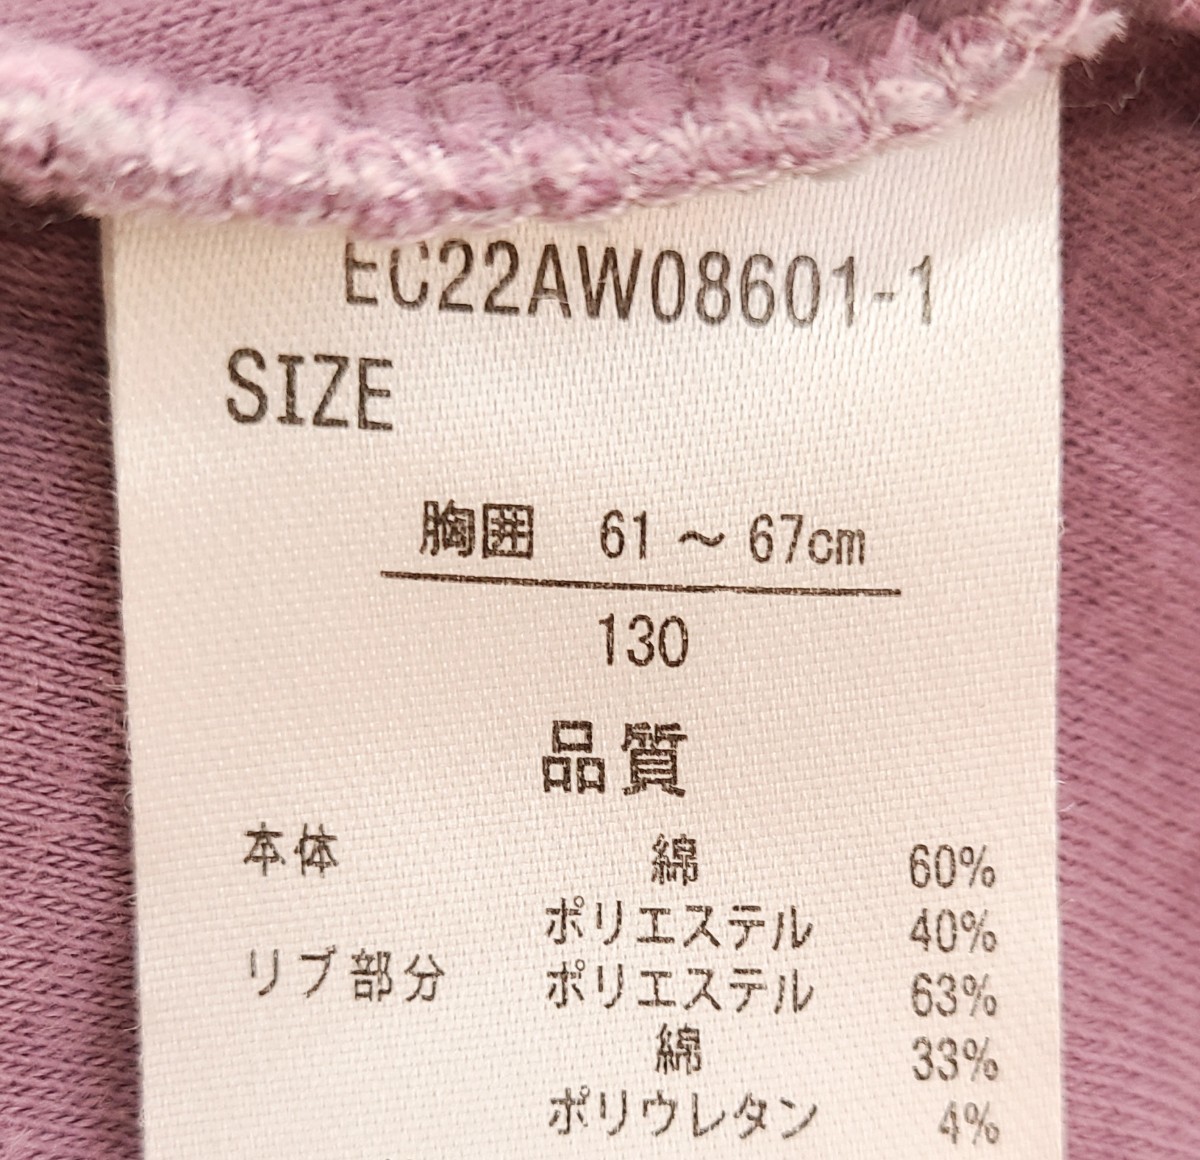 EC22AW08601-1
SIZE
胸囲 61 ～ 67cm
130
品質
本体 綿 60%
ポリエステル 40%
リブ部分 ポリエステル 63%
綿 33%
ポリウレタン 4%